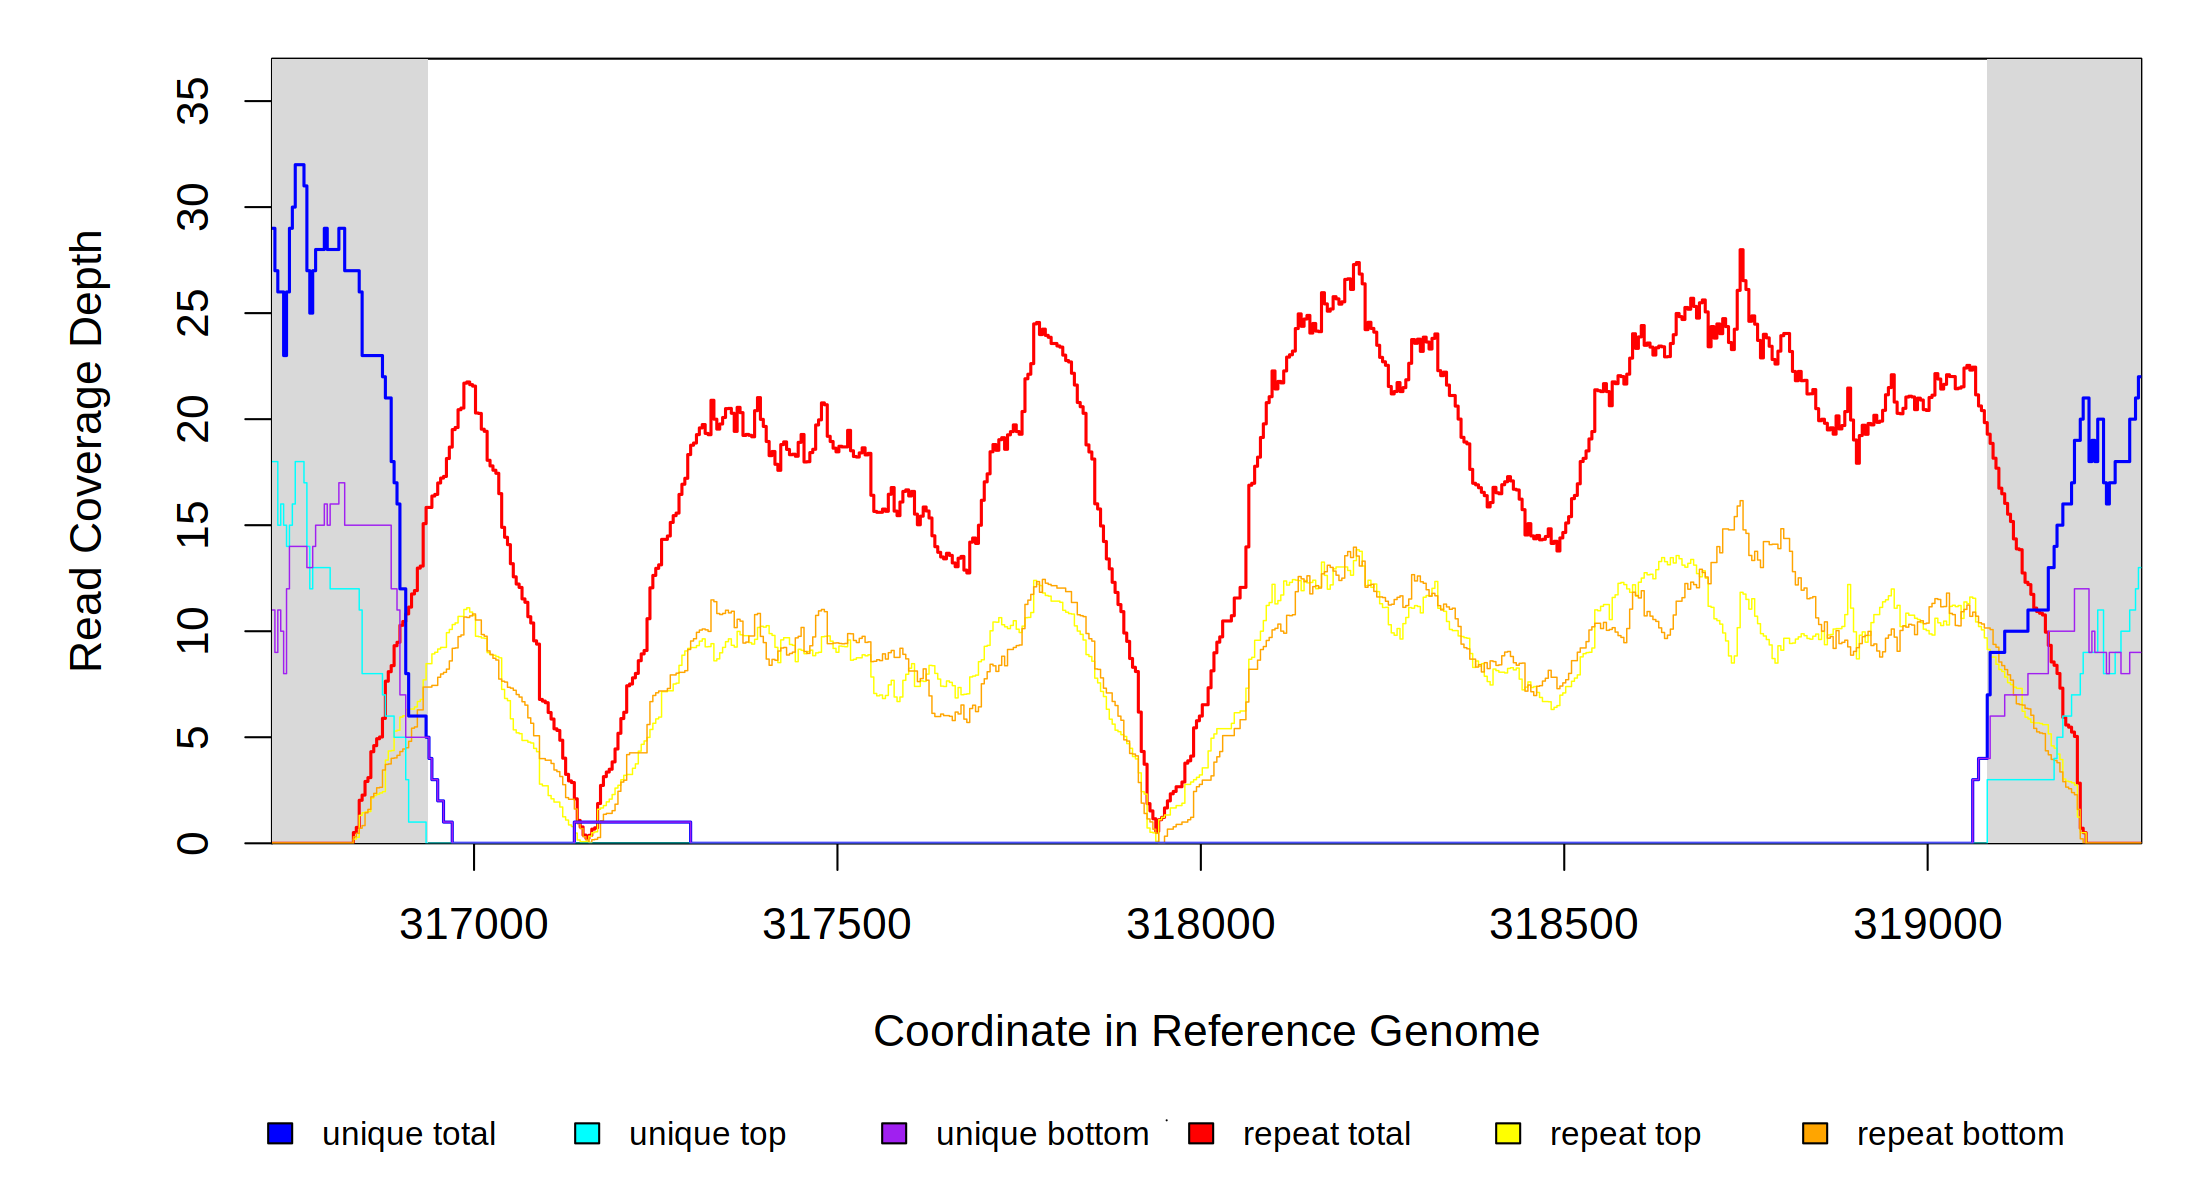 35
30
25
20
15
10
5
0
Read Coverage Depth
317000 317500 318000 318500 319000
Coordinate in Reference Genome
unique total unique top unique bottom repeat total repeat top repeat bottom